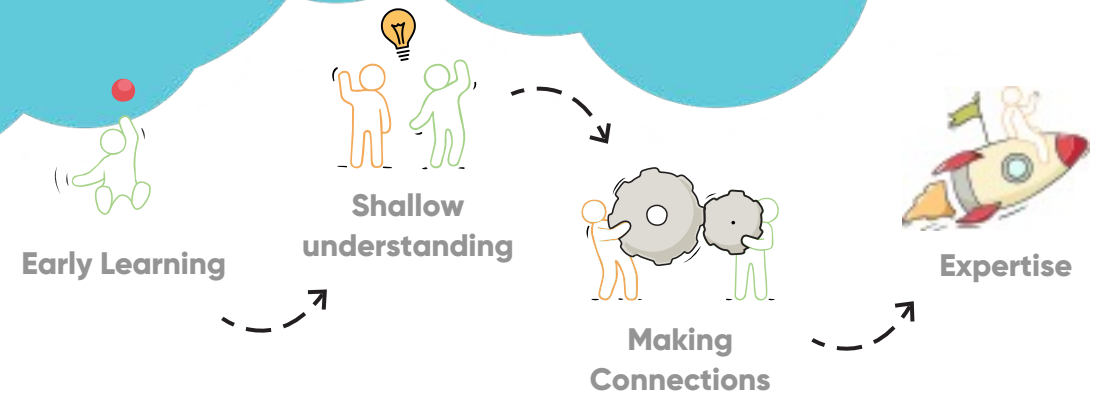 Early Learning
Shallow
understanding
Making
Connections
Expertise